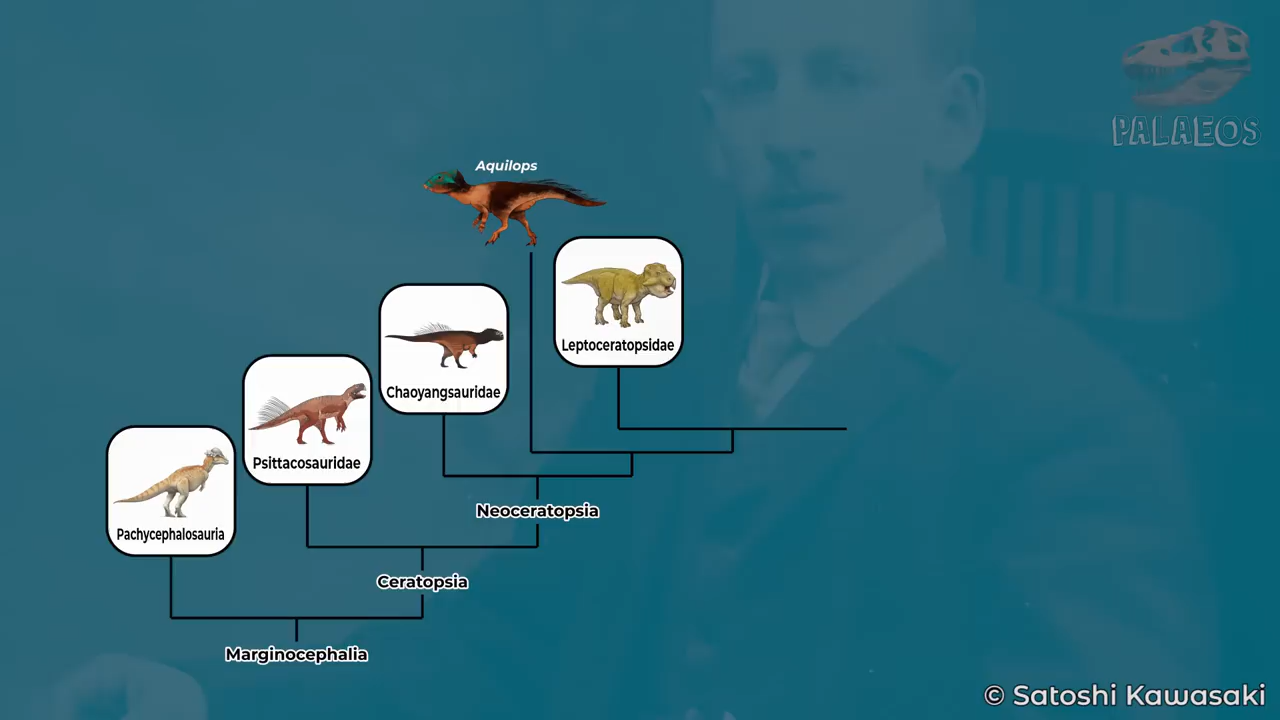 PALAEOS
Aquilops
Leptoceratopsidae
Chaoyangsauridae
Psittacosauridae
Neoceratopsia
Pachycephalosauria
Ceratopsia
Marginocephalia
© Satoshi Kawasaki